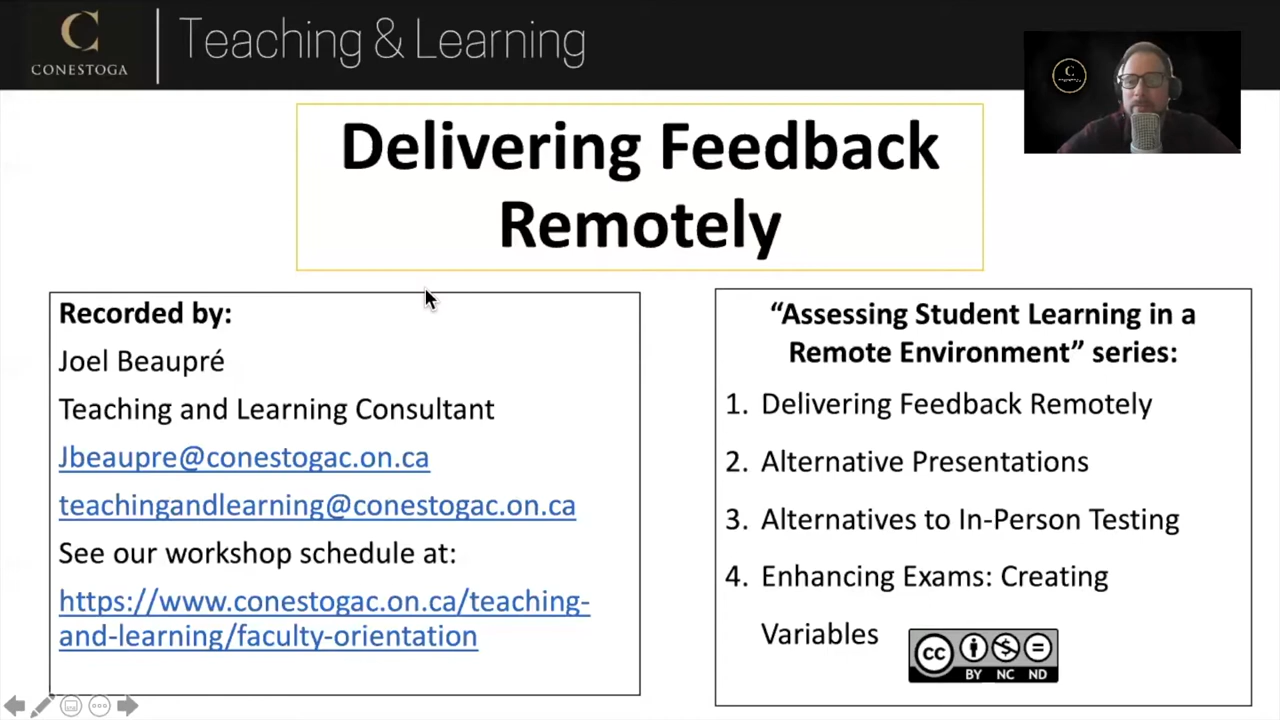 CONESTOGA
Teaching & Learning
Delivering Feedback
Remotely
Recorded by:
Joel Beaupré
Teaching and Learning Consultant
Jbeaupre@conestogac.on.ca
teachingandlearning@conestogac.on.ca
See our workshop schedule at:
https://www.conestogac.on.ca/teaching-
and-learning/faculty-orientation
“Assessing Student Learning in a
Remote Environment” series:
1. Delivering Feedback Remotely
2. Alternative Presentations
3. Alternatives to In-Person Testing
4. Enhancing Exams: Creating
Variables
cc
BY NC ND